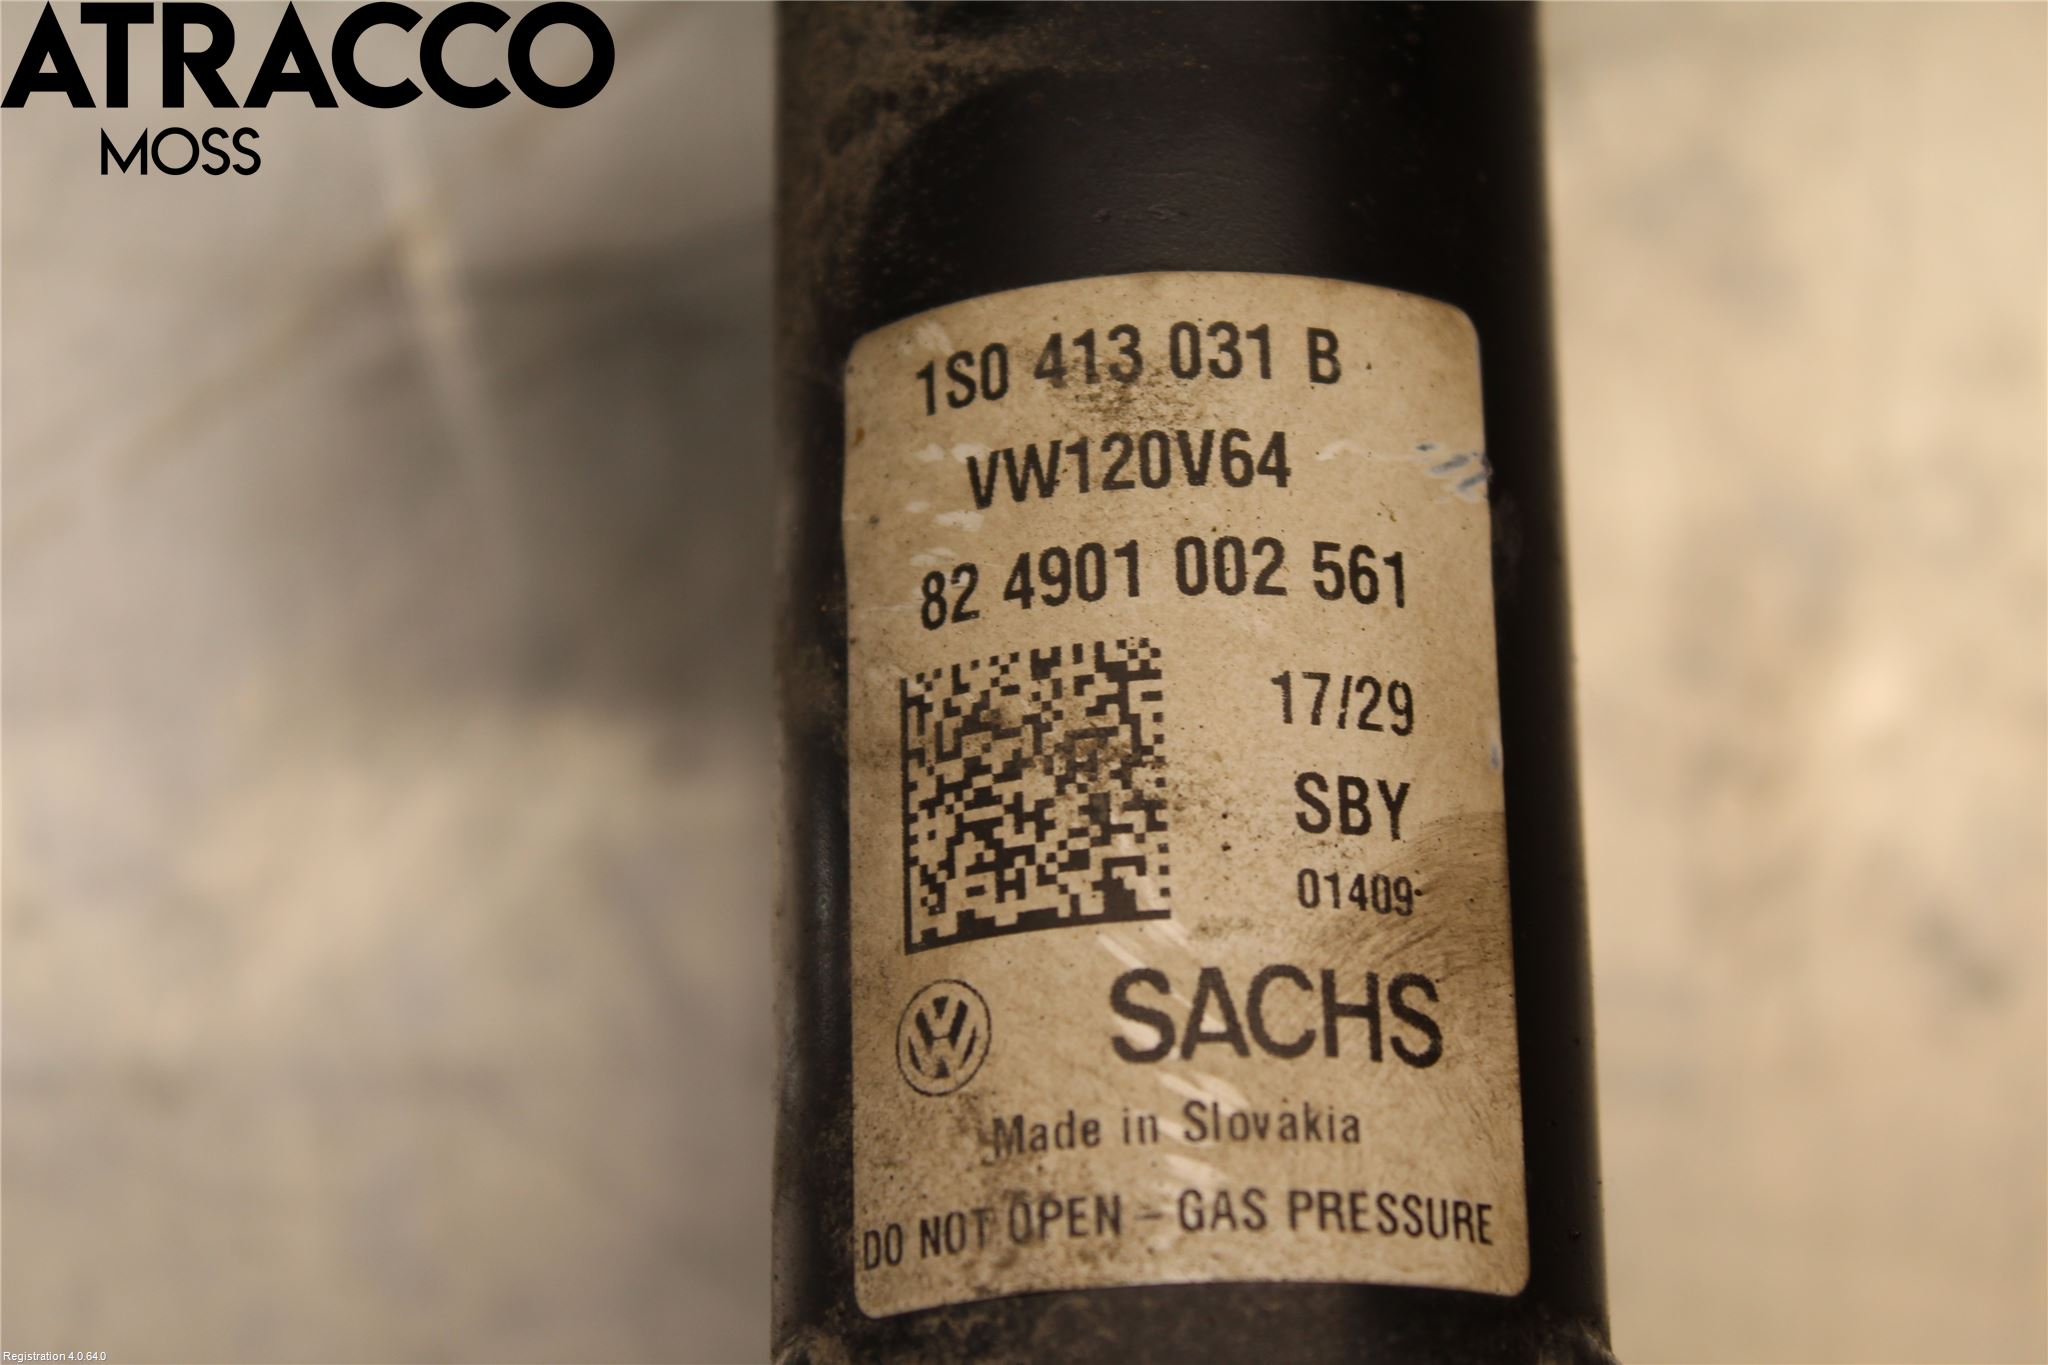 ATRACCO
MOSS
1S0 413 031 B
VW120V64
82 4901 002 561
17/29
SBY
01409
SACHS
Made in Slovakia
DO NOT OPEN – GAS PRESSURE
Registration 4.0.64.0